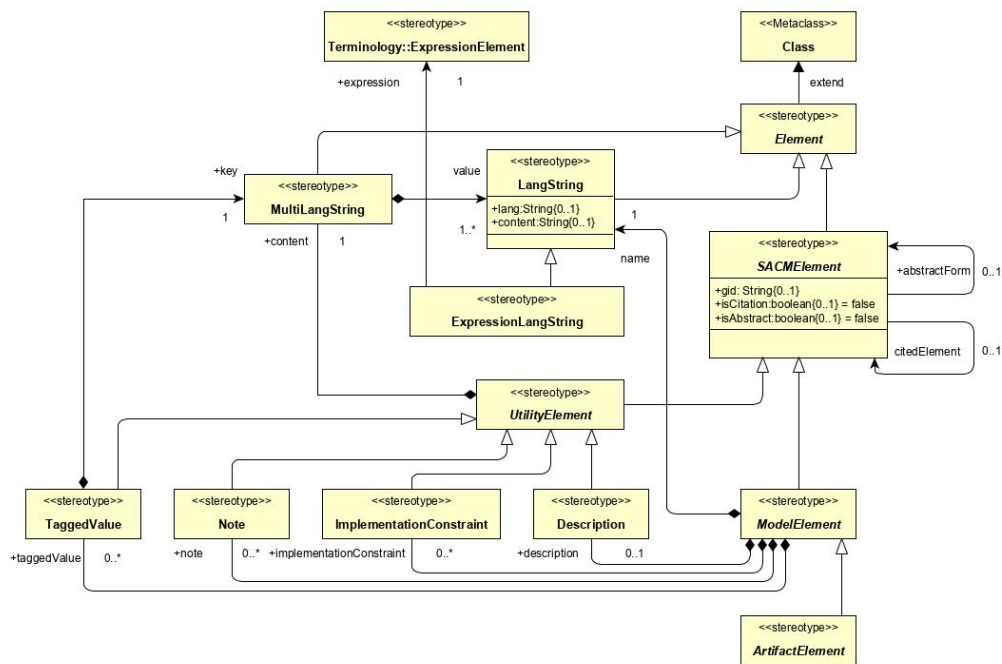 <<stereotype>>
Terminology::ExpressionElement
<<Metaclass>>
Class
+expression 1
extend
<<stereotype>>
Element
+key
<<stereotype>>
MultiLangString
1
+content 1
value
1..*
<<stereotype>>
LangString
+lang:String{0..1}
+content:String{0..1}
1
name
<<stereotype>>
SACMElement
+gid: String{0..1}
+isCitation:boolean{0..1} = false
+isAbstract:boolean{0..1} = false
+abstractForm 0..1
citedElement 0..1
<<stereotype>>
ExpressionLangString
<<stereotype>>
UtilityElement
<<stereotype>>
TaggedValue
<<stereotype>>
Note
<<stereotype>>
ImplementationConstraint
<<stereotype>>
Description
<<stereotype>>
ModelElement
+taggedValue 0..*
+note 0..*
+implementationConstraint 0..*
+description 0..1
<<stereotype>>
ArtifactElement